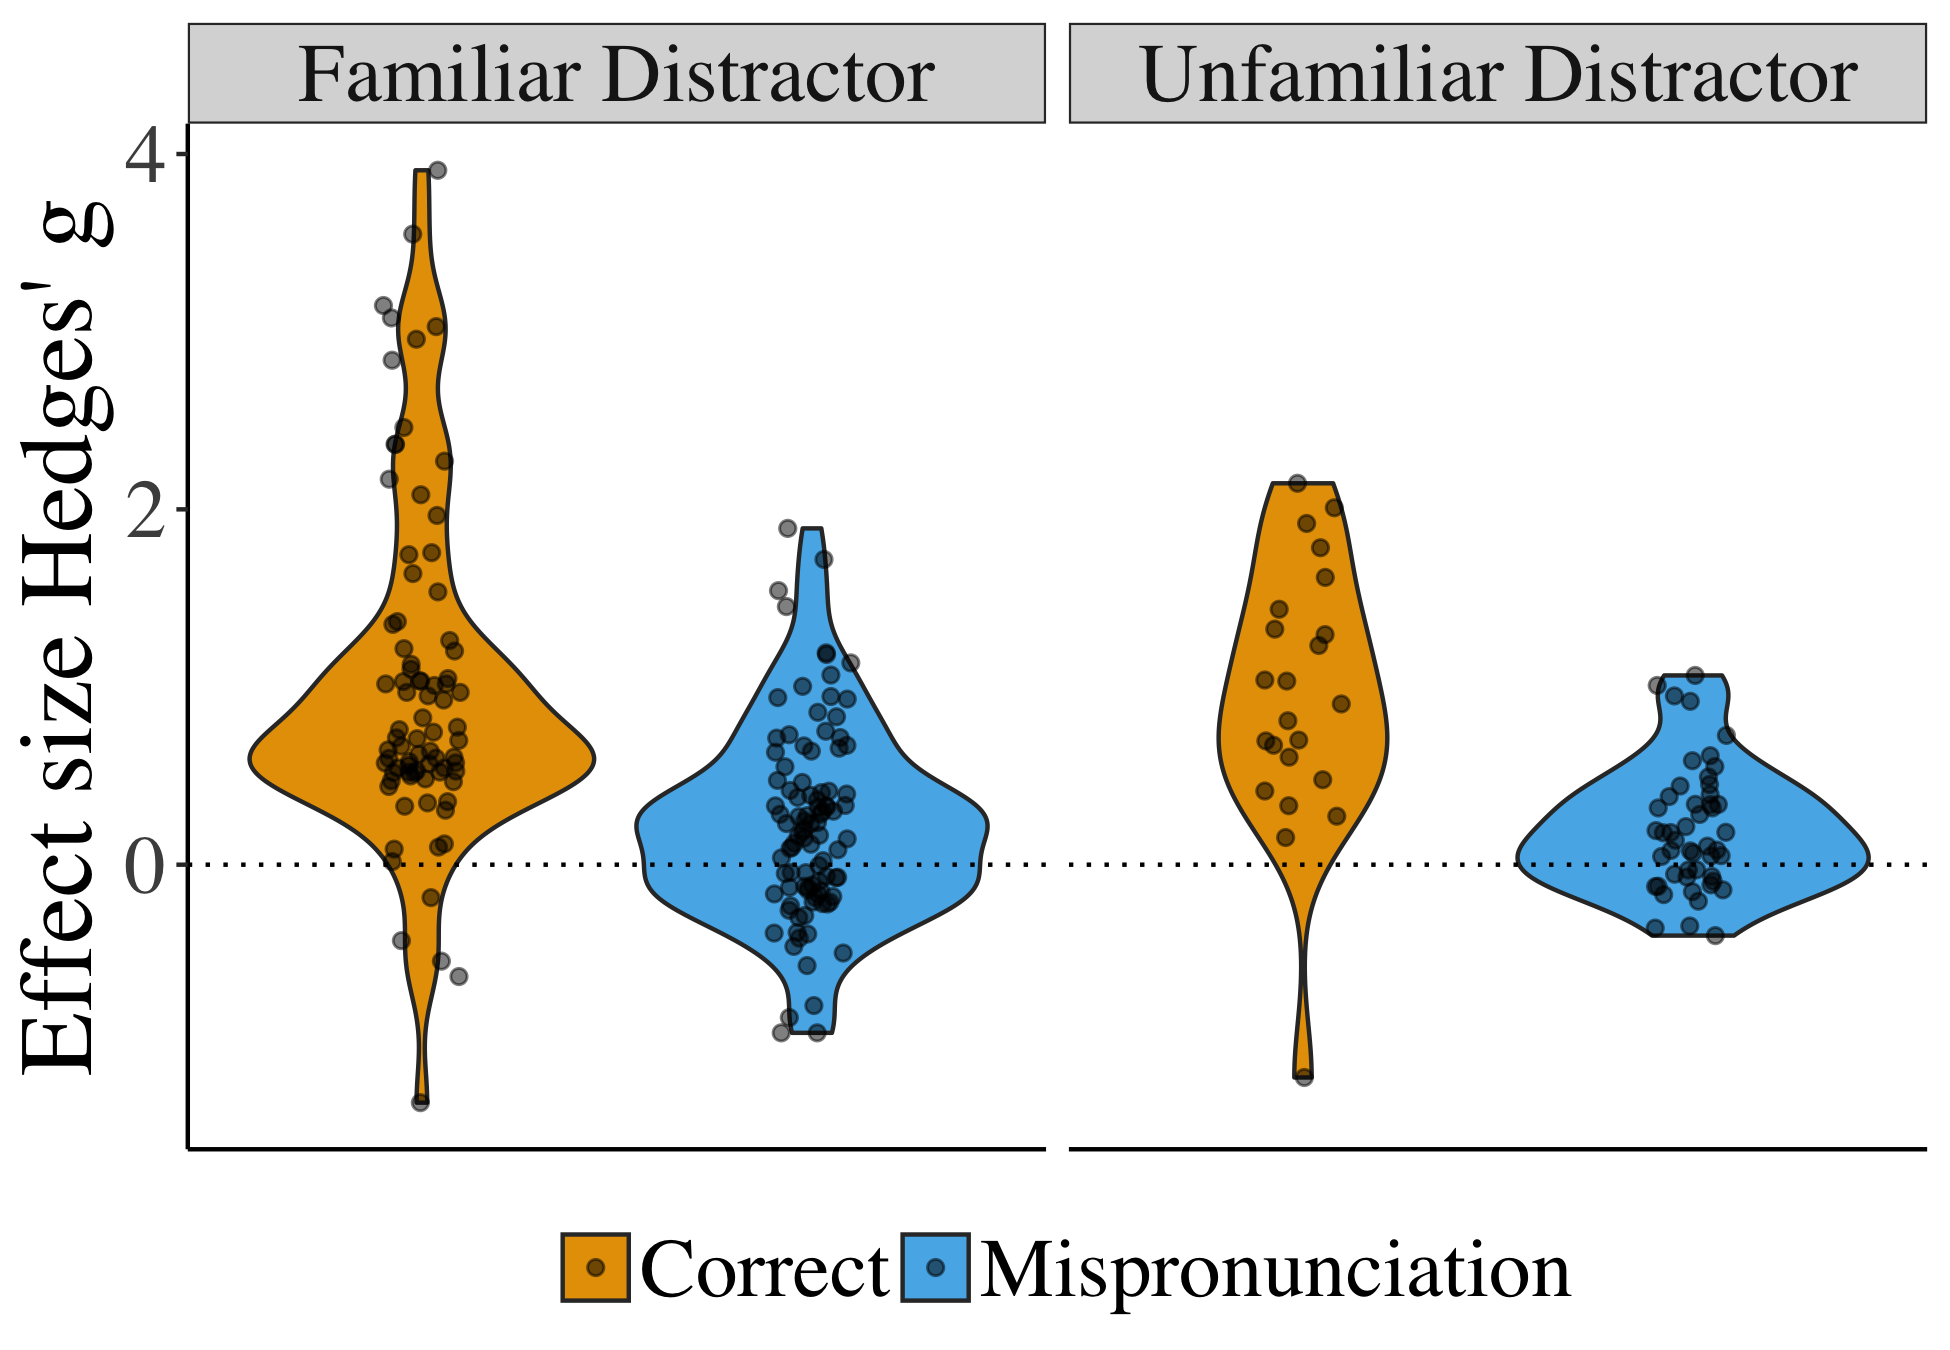 Familiar Distractor
Unfamiliar Distractor
Effect size Hedges' g
4
2
0
Correct
Mispronunciation